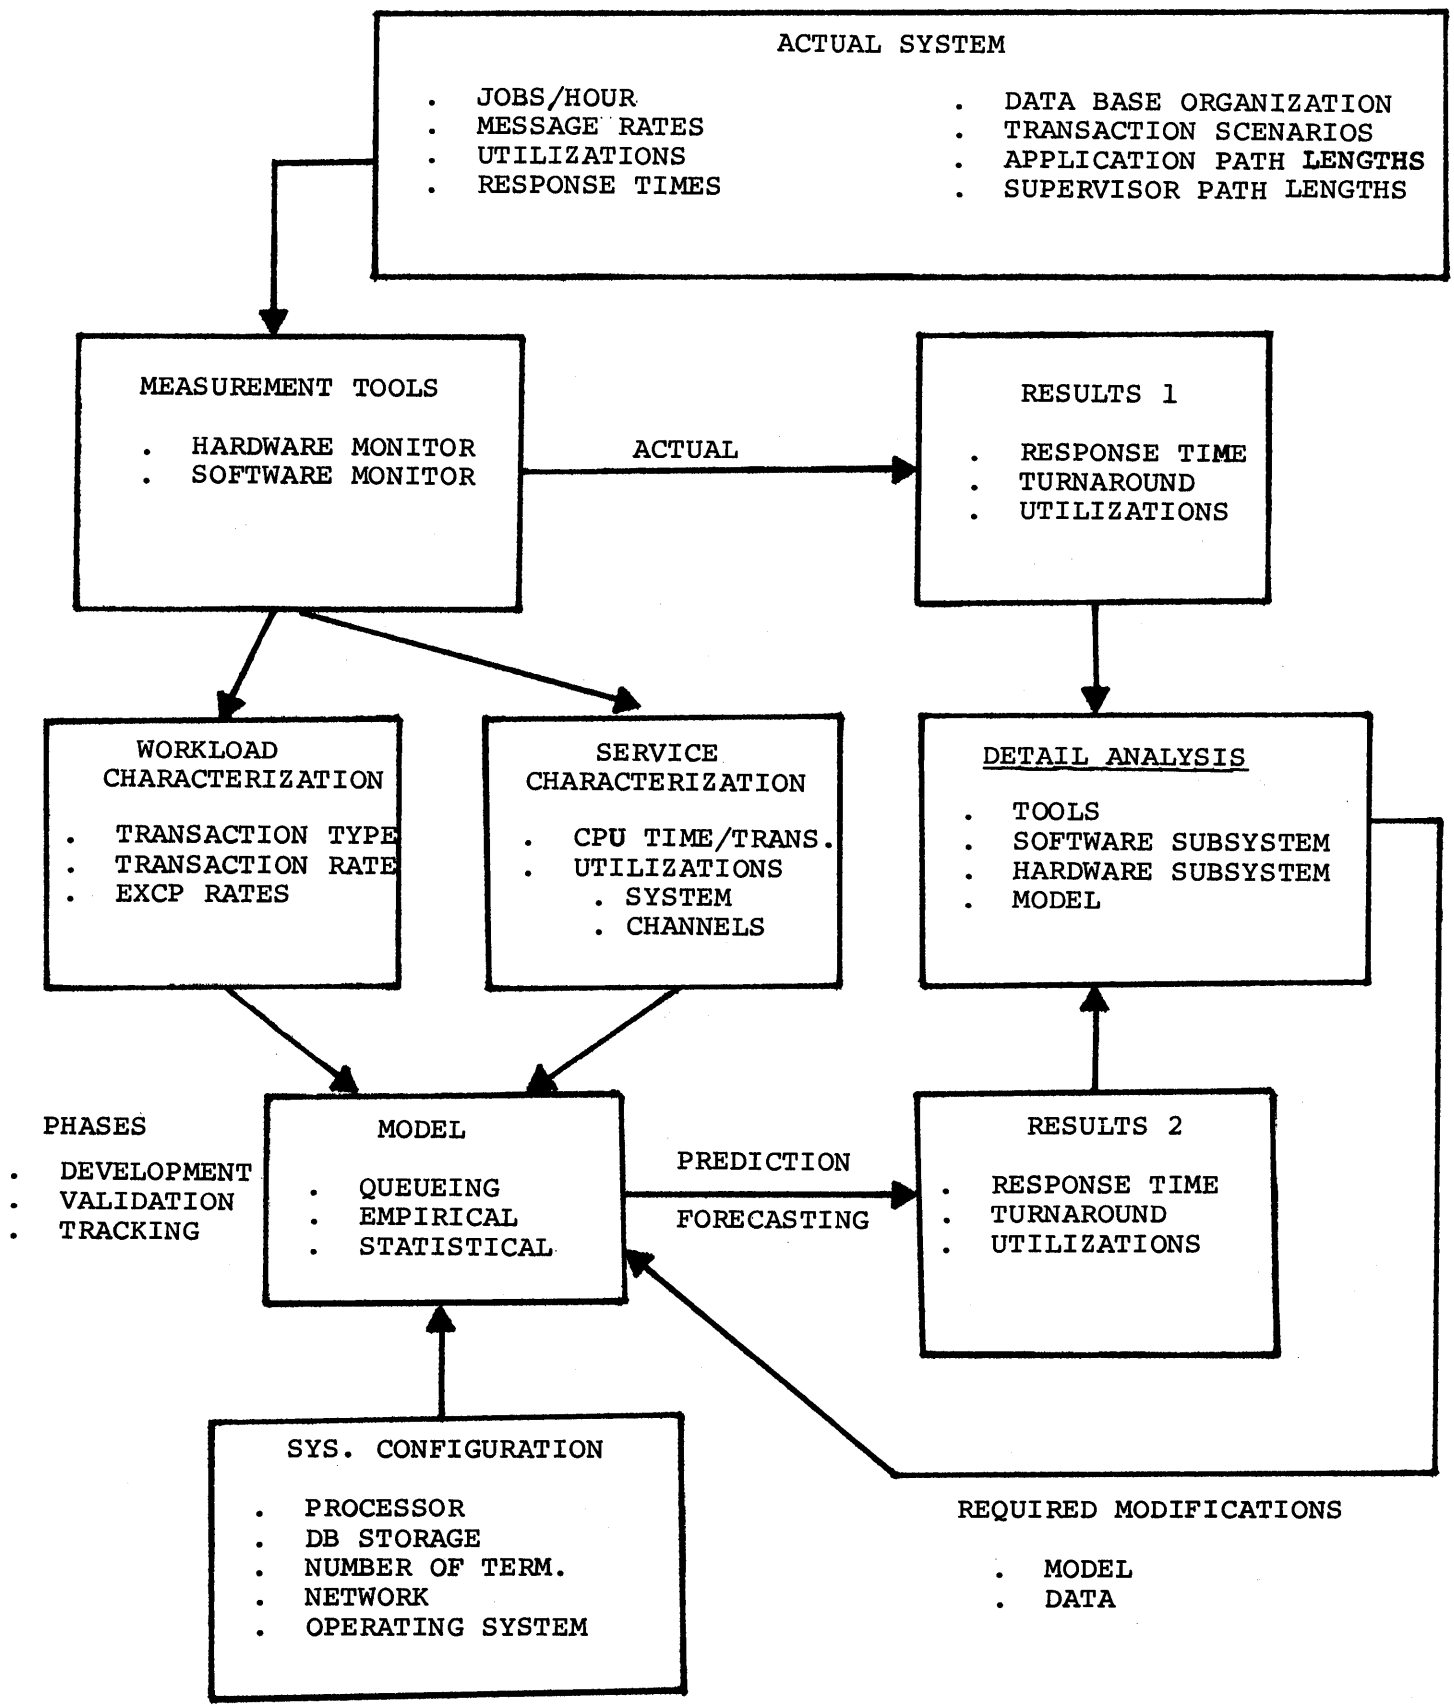 ACTUAL SYSTEM
. JOBS/HOUR
. MESSAGE RATES
. UTILIZATIONS
. RESPONSE TIMES
. DATA BASE ORGANIZATION
. TRANSACTION SCENARIOS
. APPLICATION PATH LENGTHS
. SUPERVISOR PATH LENGTHS
MEASUREMENT TOOLS
. HARDWARE MONITOR
. SOFTWARE MONITOR
ACTUAL
RESULTS 1
. RESPONSE TIME
. TURNAROUND
. UTILIZATIONS
WORKLOAD
CHARACTERIZATION
. TRANSACTION TYPE
. TRANSACTION RATE
. EXCP RATES
SERVICE
CHARACTERIZATION
. CPU TIME/TRANS.
. UTILIZATIONS
. SYSTEM
. CHANNELS
DETAIL ANALYSIS
. TOOLS
. SOFTWARE SUBSYSTEM
. HARDWARE SUBSYSTEM
. MODEL
PHASES
. DEVELOPMENT
. VALIDATION
. TRACKING
MODEL
. QUEUEING
. EMPIRICAL
. STATISTICAL
PREDICTION
FORECASTING
RESULTS 2
. RESPONSE TIME
. TURNAROUND
. UTILIZATIONS
SYS. CONFIGURATION
. PROCESSOR
. DB STORAGE
. NUMBER OF TERM.
. NETWORK
. OPERATING SYSTEM
REQUIRED MODIFICATIONS
. MODEL
. DATA